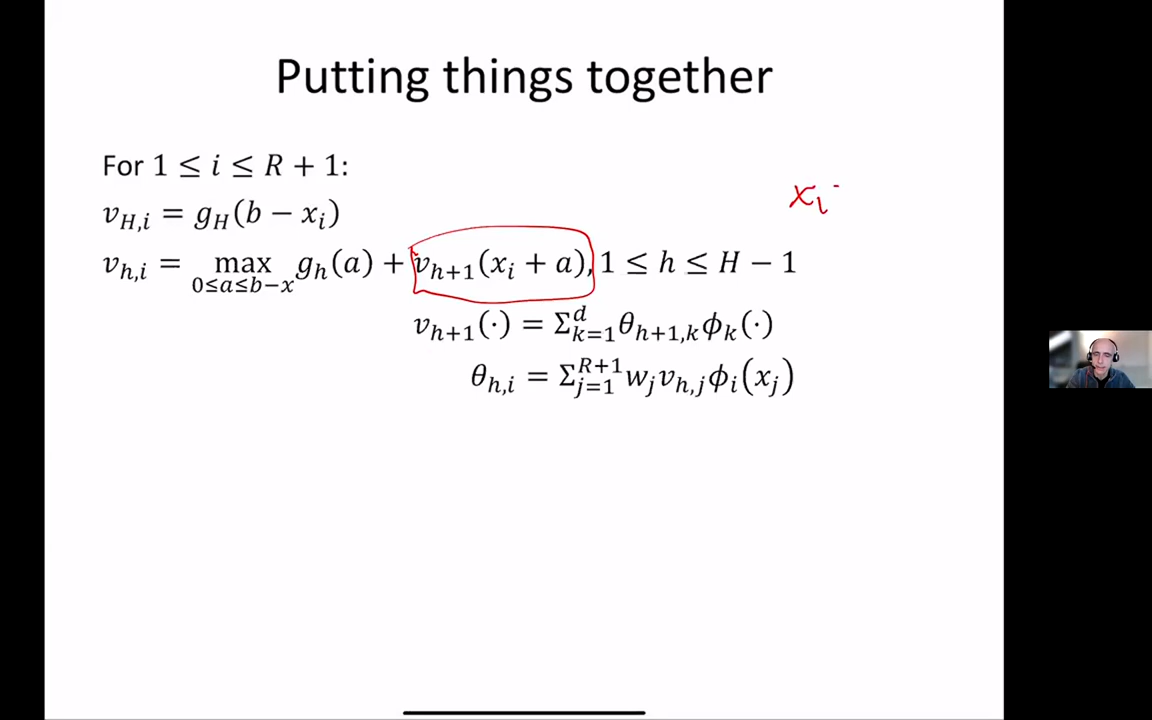 Putting things together
For 1 ≤ i ≤ R + 1:
x_i
v_{H,i} = g_H(b − x_i)
v_{h,i} = max_{0≤a≤b−x} g_h(a) + v_{h+1}(x_i + a), 1 ≤ h ≤ H − 1
v_{h+1}(·) = Σ_{k=1}^{d} θ_{h+1,k} ϕ_k(·)
θ_{h,i} = Σ_{j=1}^{R+1} w_j v_{h,j} ϕ_i(x_j)